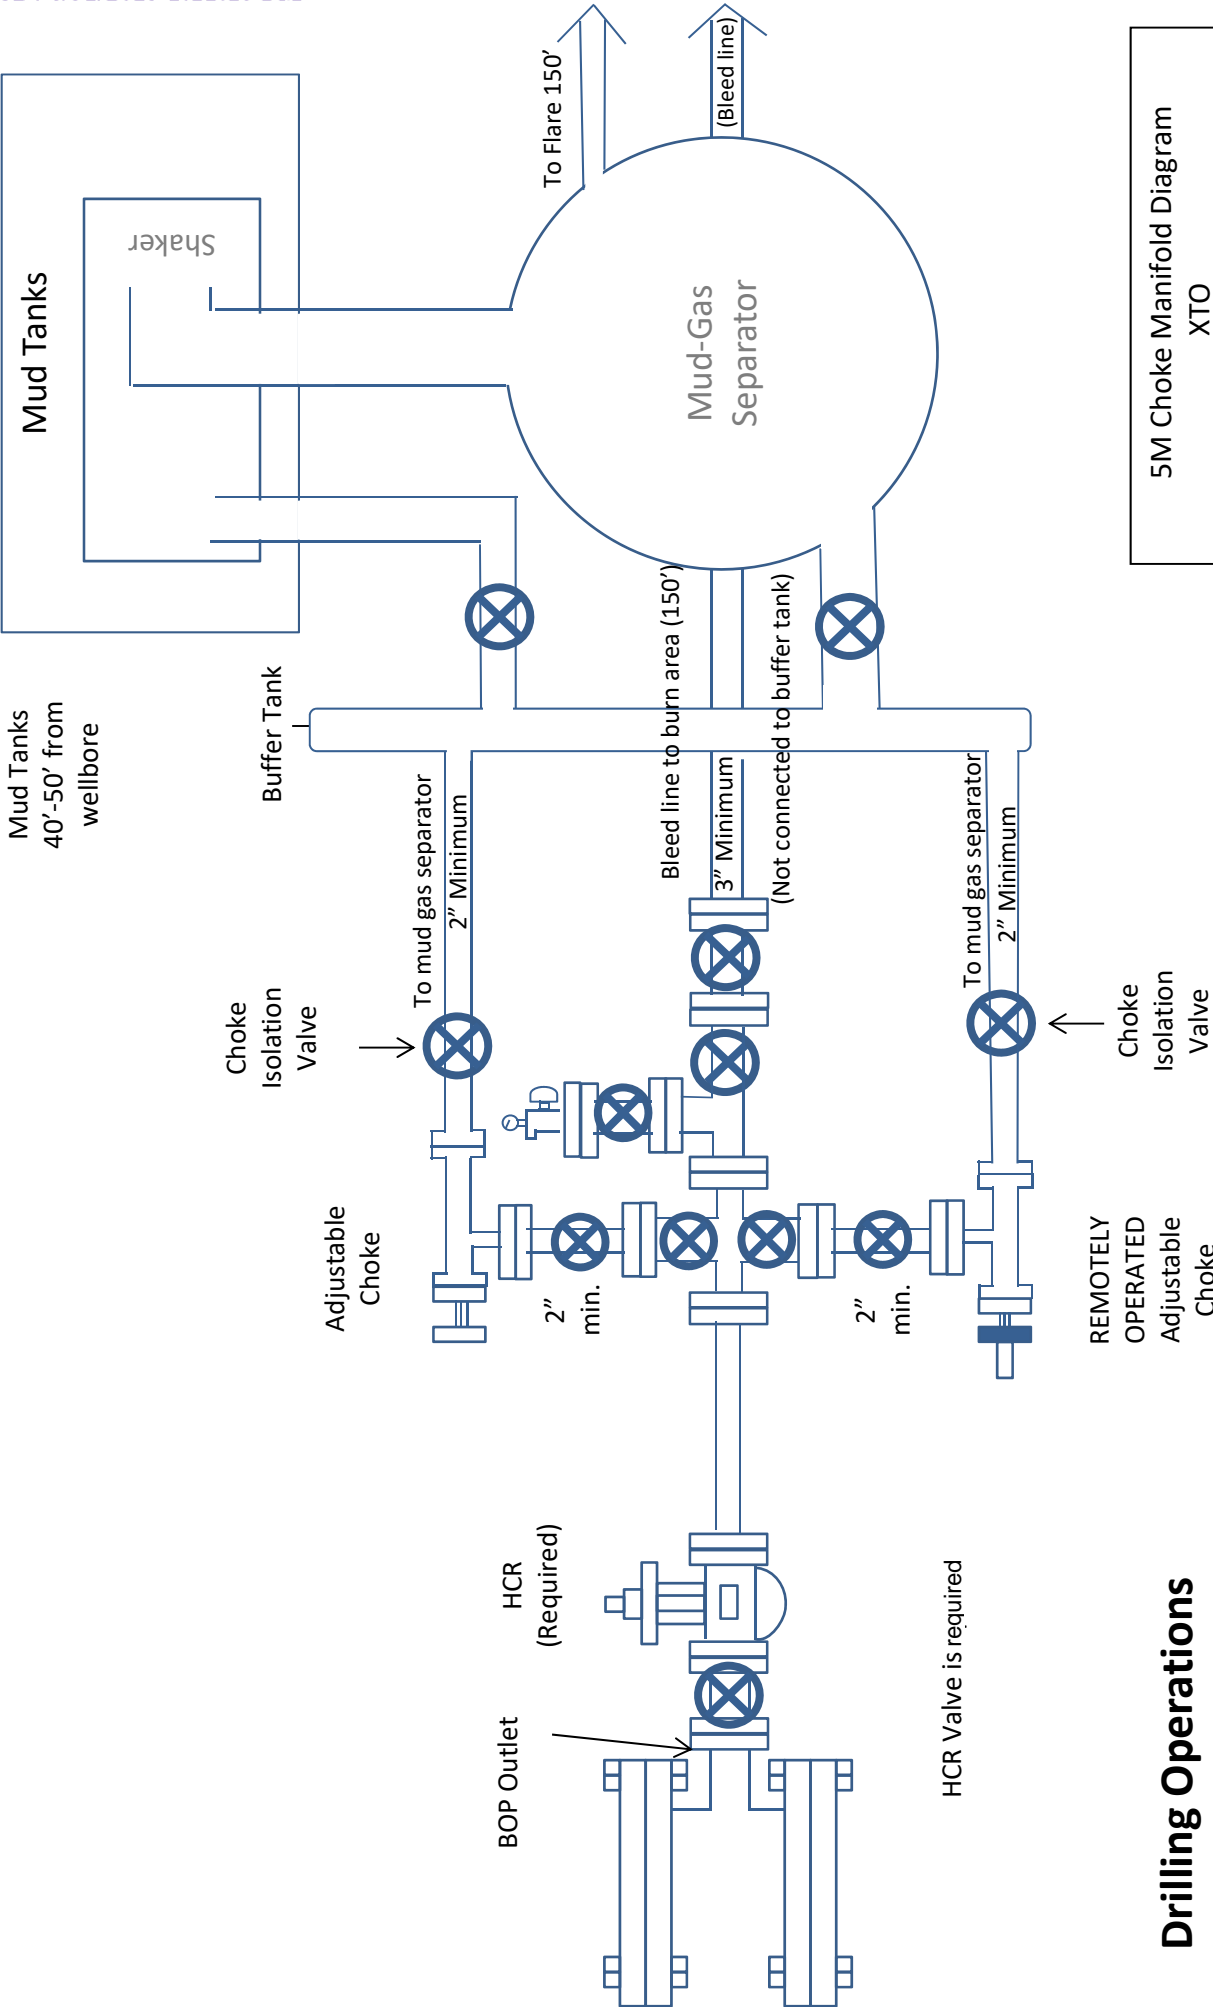 Mud Tanks
Shaker
Mud Tanks
40’-50’ from
wellbore
Buffer Tank
To Flare 150’
(Bleed line)
Mud-Gas
Separator
Choke
Isolation
Valve
To mud gas separator
2” Minimum
Bleed line to burn area (150’)
3” Minimum
(Not connected to buffer tank)
To mud gas separator
2” Minimum
Choke
Isolation
Valve
Adjustable
Choke
2”
min.
2”
min.
REMOTELY
OPERATED
Adjustable
Choke
HCR
(Required)
BOP Outlet
HCR Valve is required
Drilling Operations
5M Choke Manifold Diagram
XTO